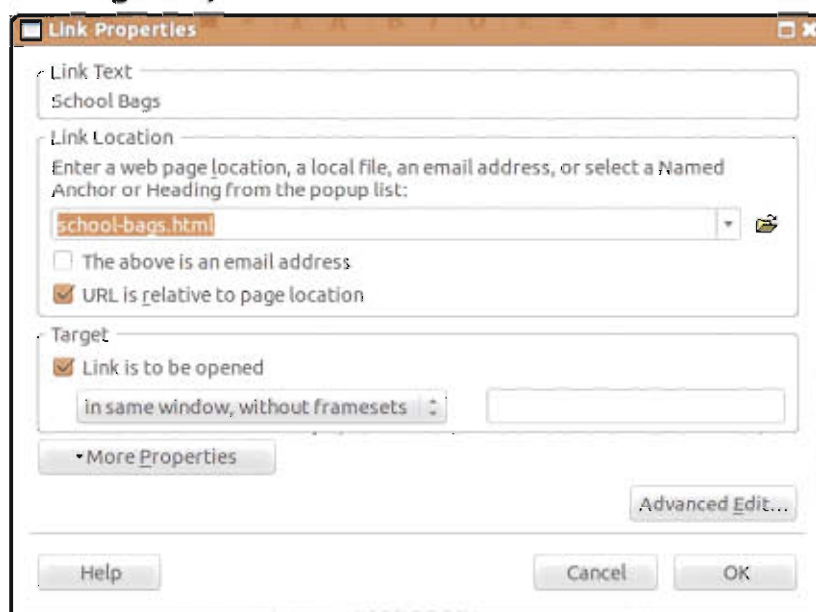 Link Properties
Link Text
School Bags
Link Location
Enter a web page location, a local file, an email address, or select a Named
Anchor or Heading from the popup list:
school-bags.html
The above is an email address
URL is relative to page location
Target
Link is to be opened
in same window, without framesets
More Properties
Advanced Edit...
Help Cancel OK